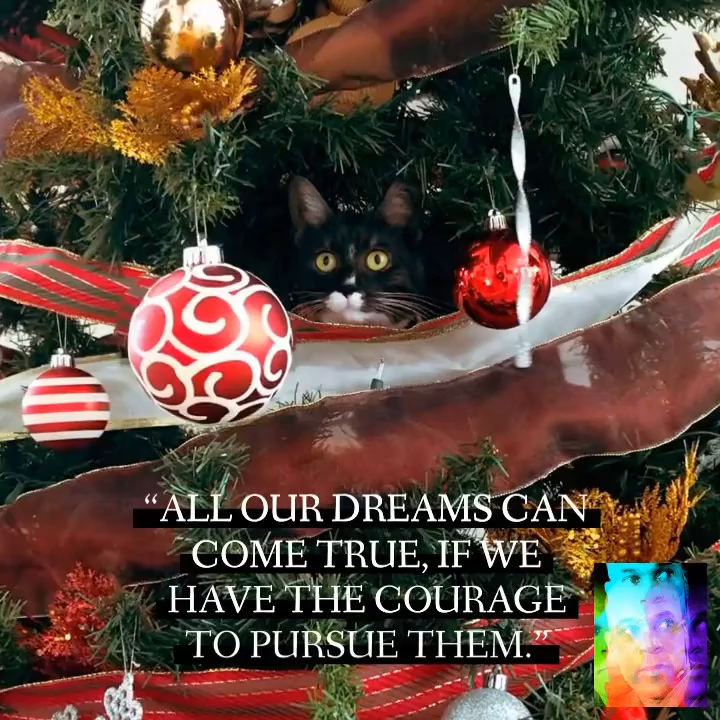 “ALL OUR DREAMS CAN
COME TRUE, IF WE
HAVE THE COURAGE
TO PURSUE THEM.”